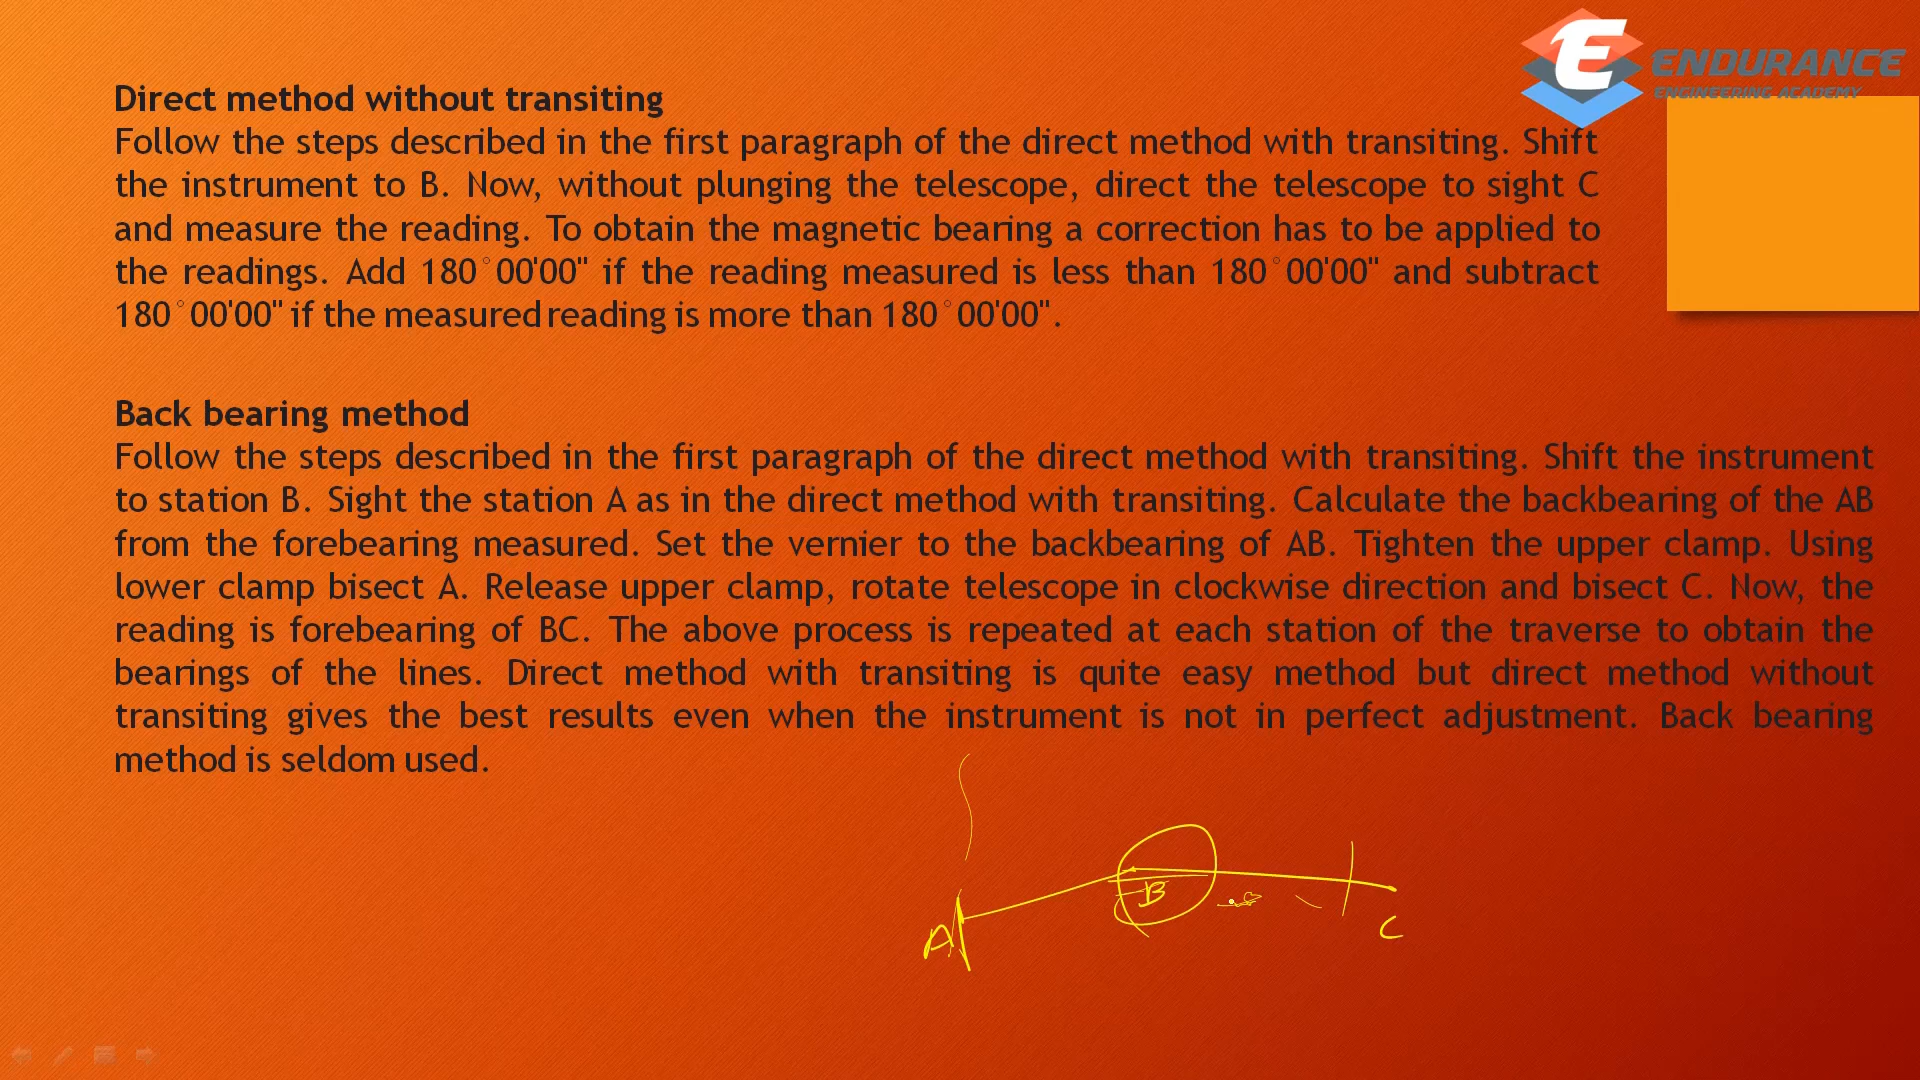 ENDURANCE
ENGINEERING ACADEMY
Direct method without transiting
Follow the steps described in the first paragraph of the direct method with transiting. Shift
the instrument to B. Now, without plunging the telescope, direct the telescope to sight C
and measure the reading. To obtain the magnetic bearing a correction has to be applied to
the readings. Add 180°00'00" if the reading measured is less than 180°00'00" and subtract
180°00'00" if the measured reading is more than 180°00'00".
Back bearing method
Follow the steps described in the first paragraph of the direct method with transiting. Shift the instrument
to station B. Sight the station A as in the direct method with transiting. Calculate the backbearing of the AB
from the forebearing measured. Set the vernier to the backbearing of AB. Tighten the upper clamp. Using
lower clamp bisect A. Release upper clamp, rotate telescope in clockwise direction and bisect C. Now, the
reading is forebearing of BC. The above process is repeated at each station of the traverse to obtain the
bearings of the lines. Direct method with transiting is quite easy method but direct method without
transiting gives the best results even when the instrument is not in perfect adjustment. Back bearing
method is seldom used.
A
B
C